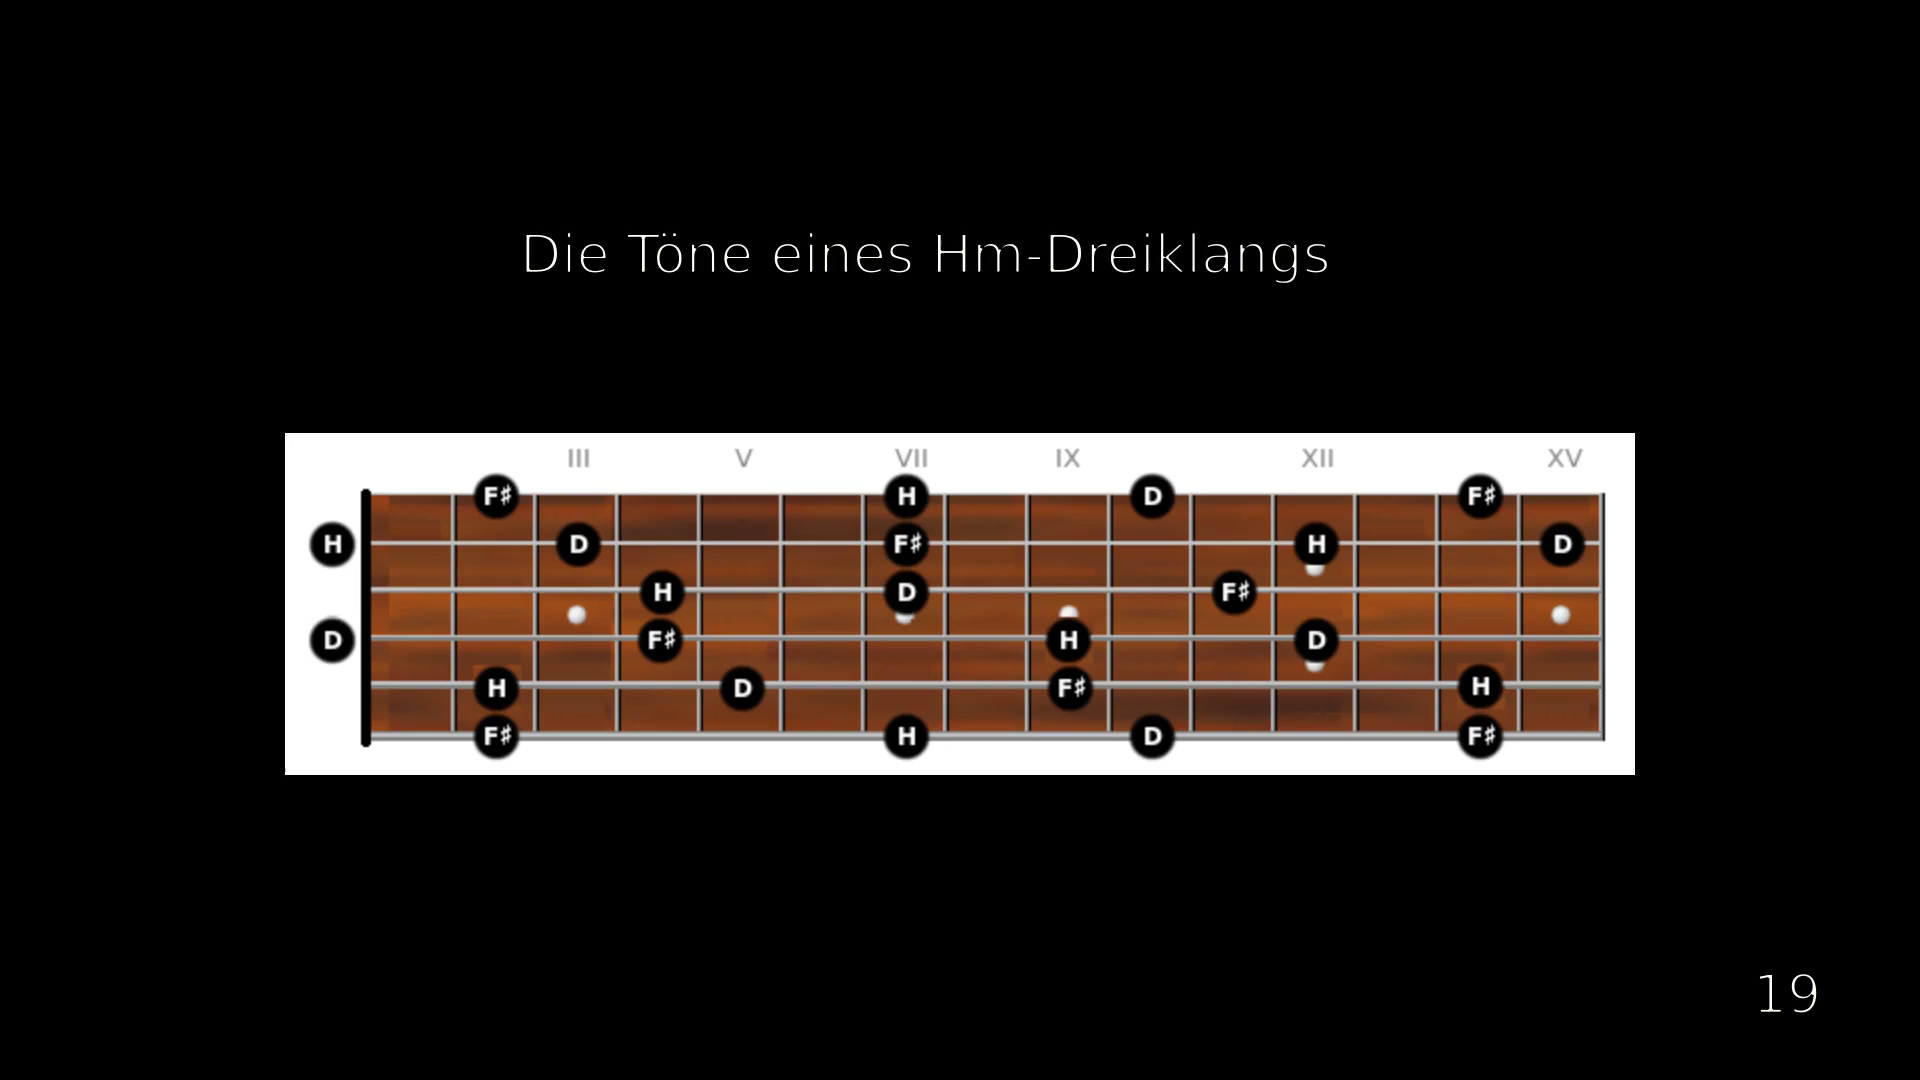 Die Töne eines Hm-Dreiklangs
III V VII IX XII XV
F♯ H D F♯
H D F♯ H D
H D F♯
D F♯ H D
H D F♯ H
F♯ H D F♯
19